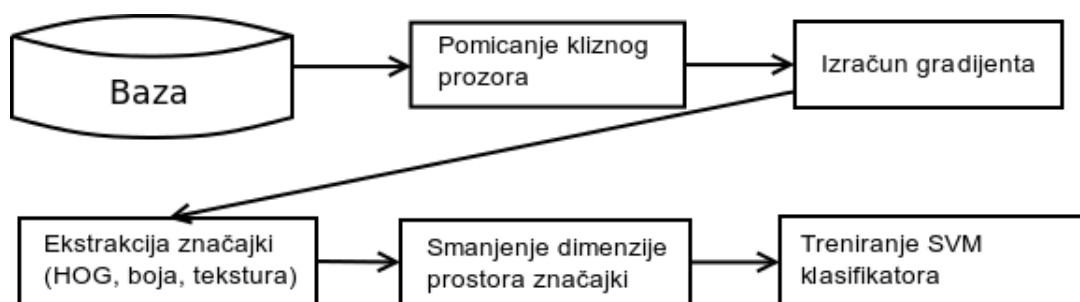 Baza
Pomicanje kliznog
prozora
Izračun gradijenta
Ekstrakcija značajki
(HOG, boja, tekstura)
Smanjenje dimenzije
prostora značajki
Treniranje SVM
klasifikatora